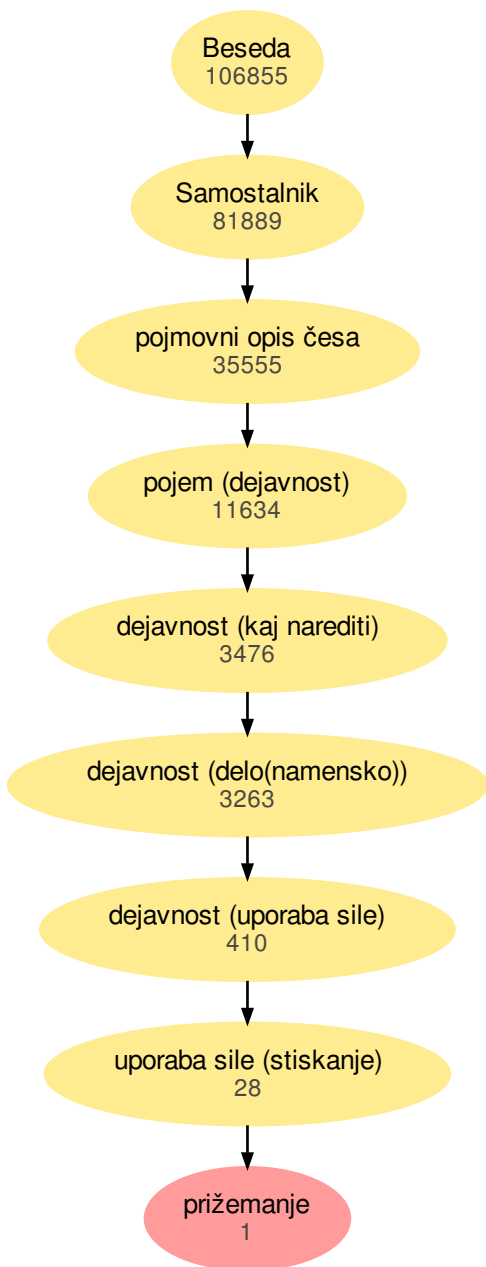 Beseda
106855
Samostalnik
81889
pojmovni opis česa
35555
pojem (dejavnost)
11634
dejavnost (kaj narediti)
3476
dejavnost (delo(namensko))
3263
dejavnost (uporaba sile)
410
uporaba sile (stiskanje)
28
prižemanje
1